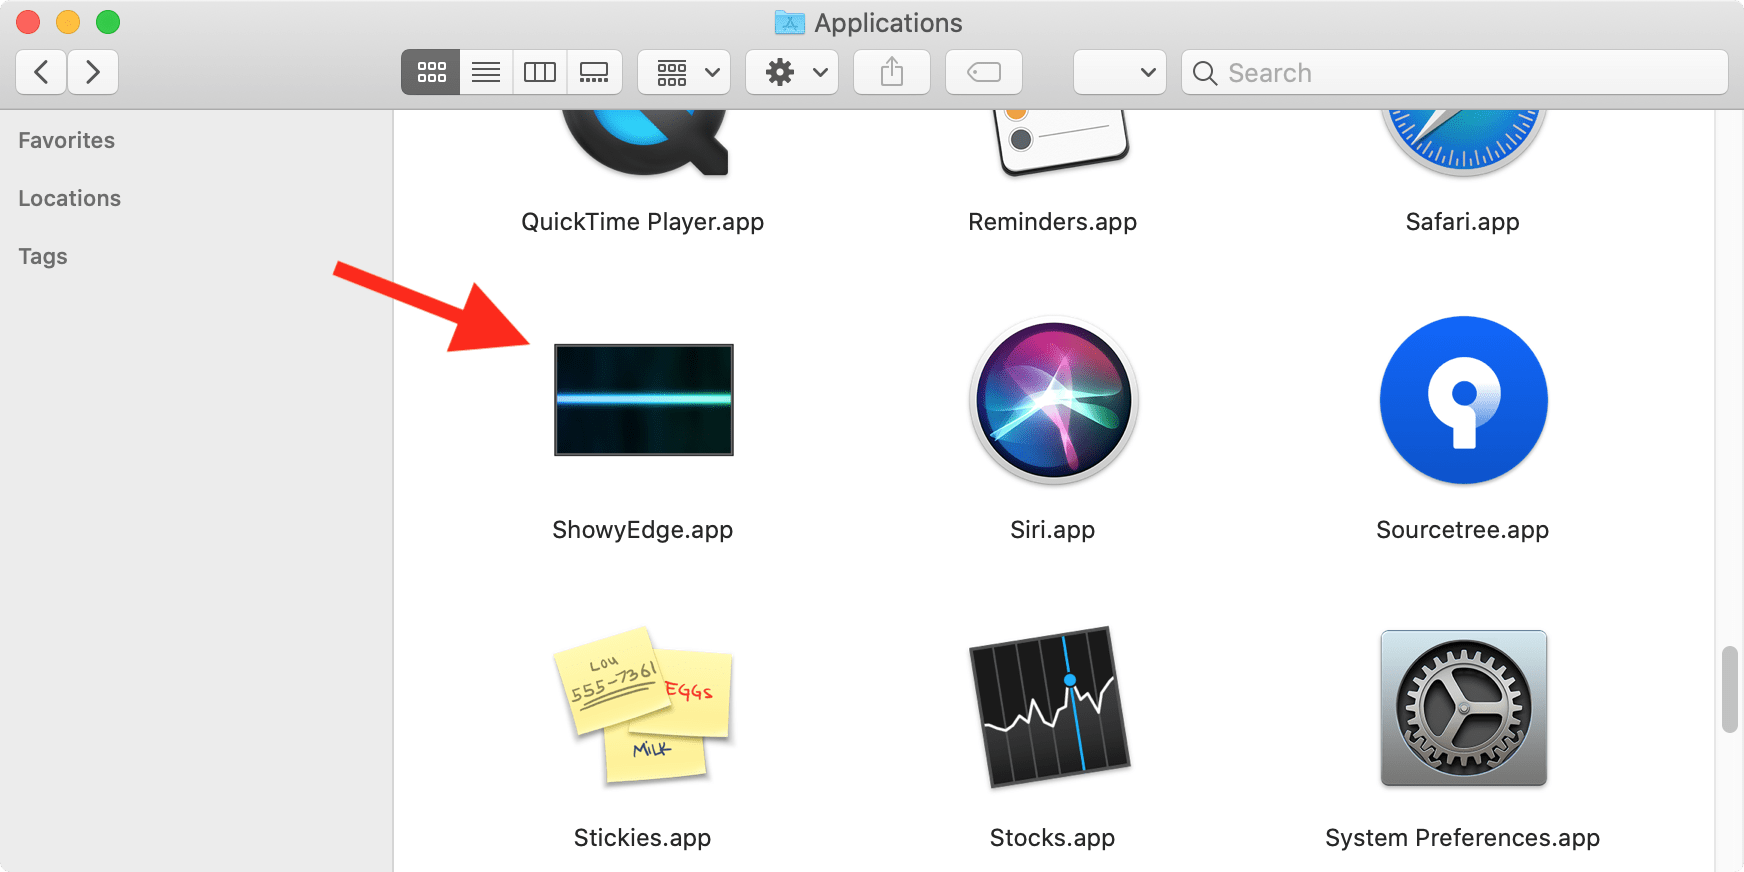 Applications
Search
Favorites
Locations
Tags
QuickTime Player.app
Reminders.app
Safari.app
ShowyEdge.app
Siri.app
Sourcetree.app
LOU
555-7361
EGGS
MILK
Stickies.app
Stocks.app
System Preferences.app